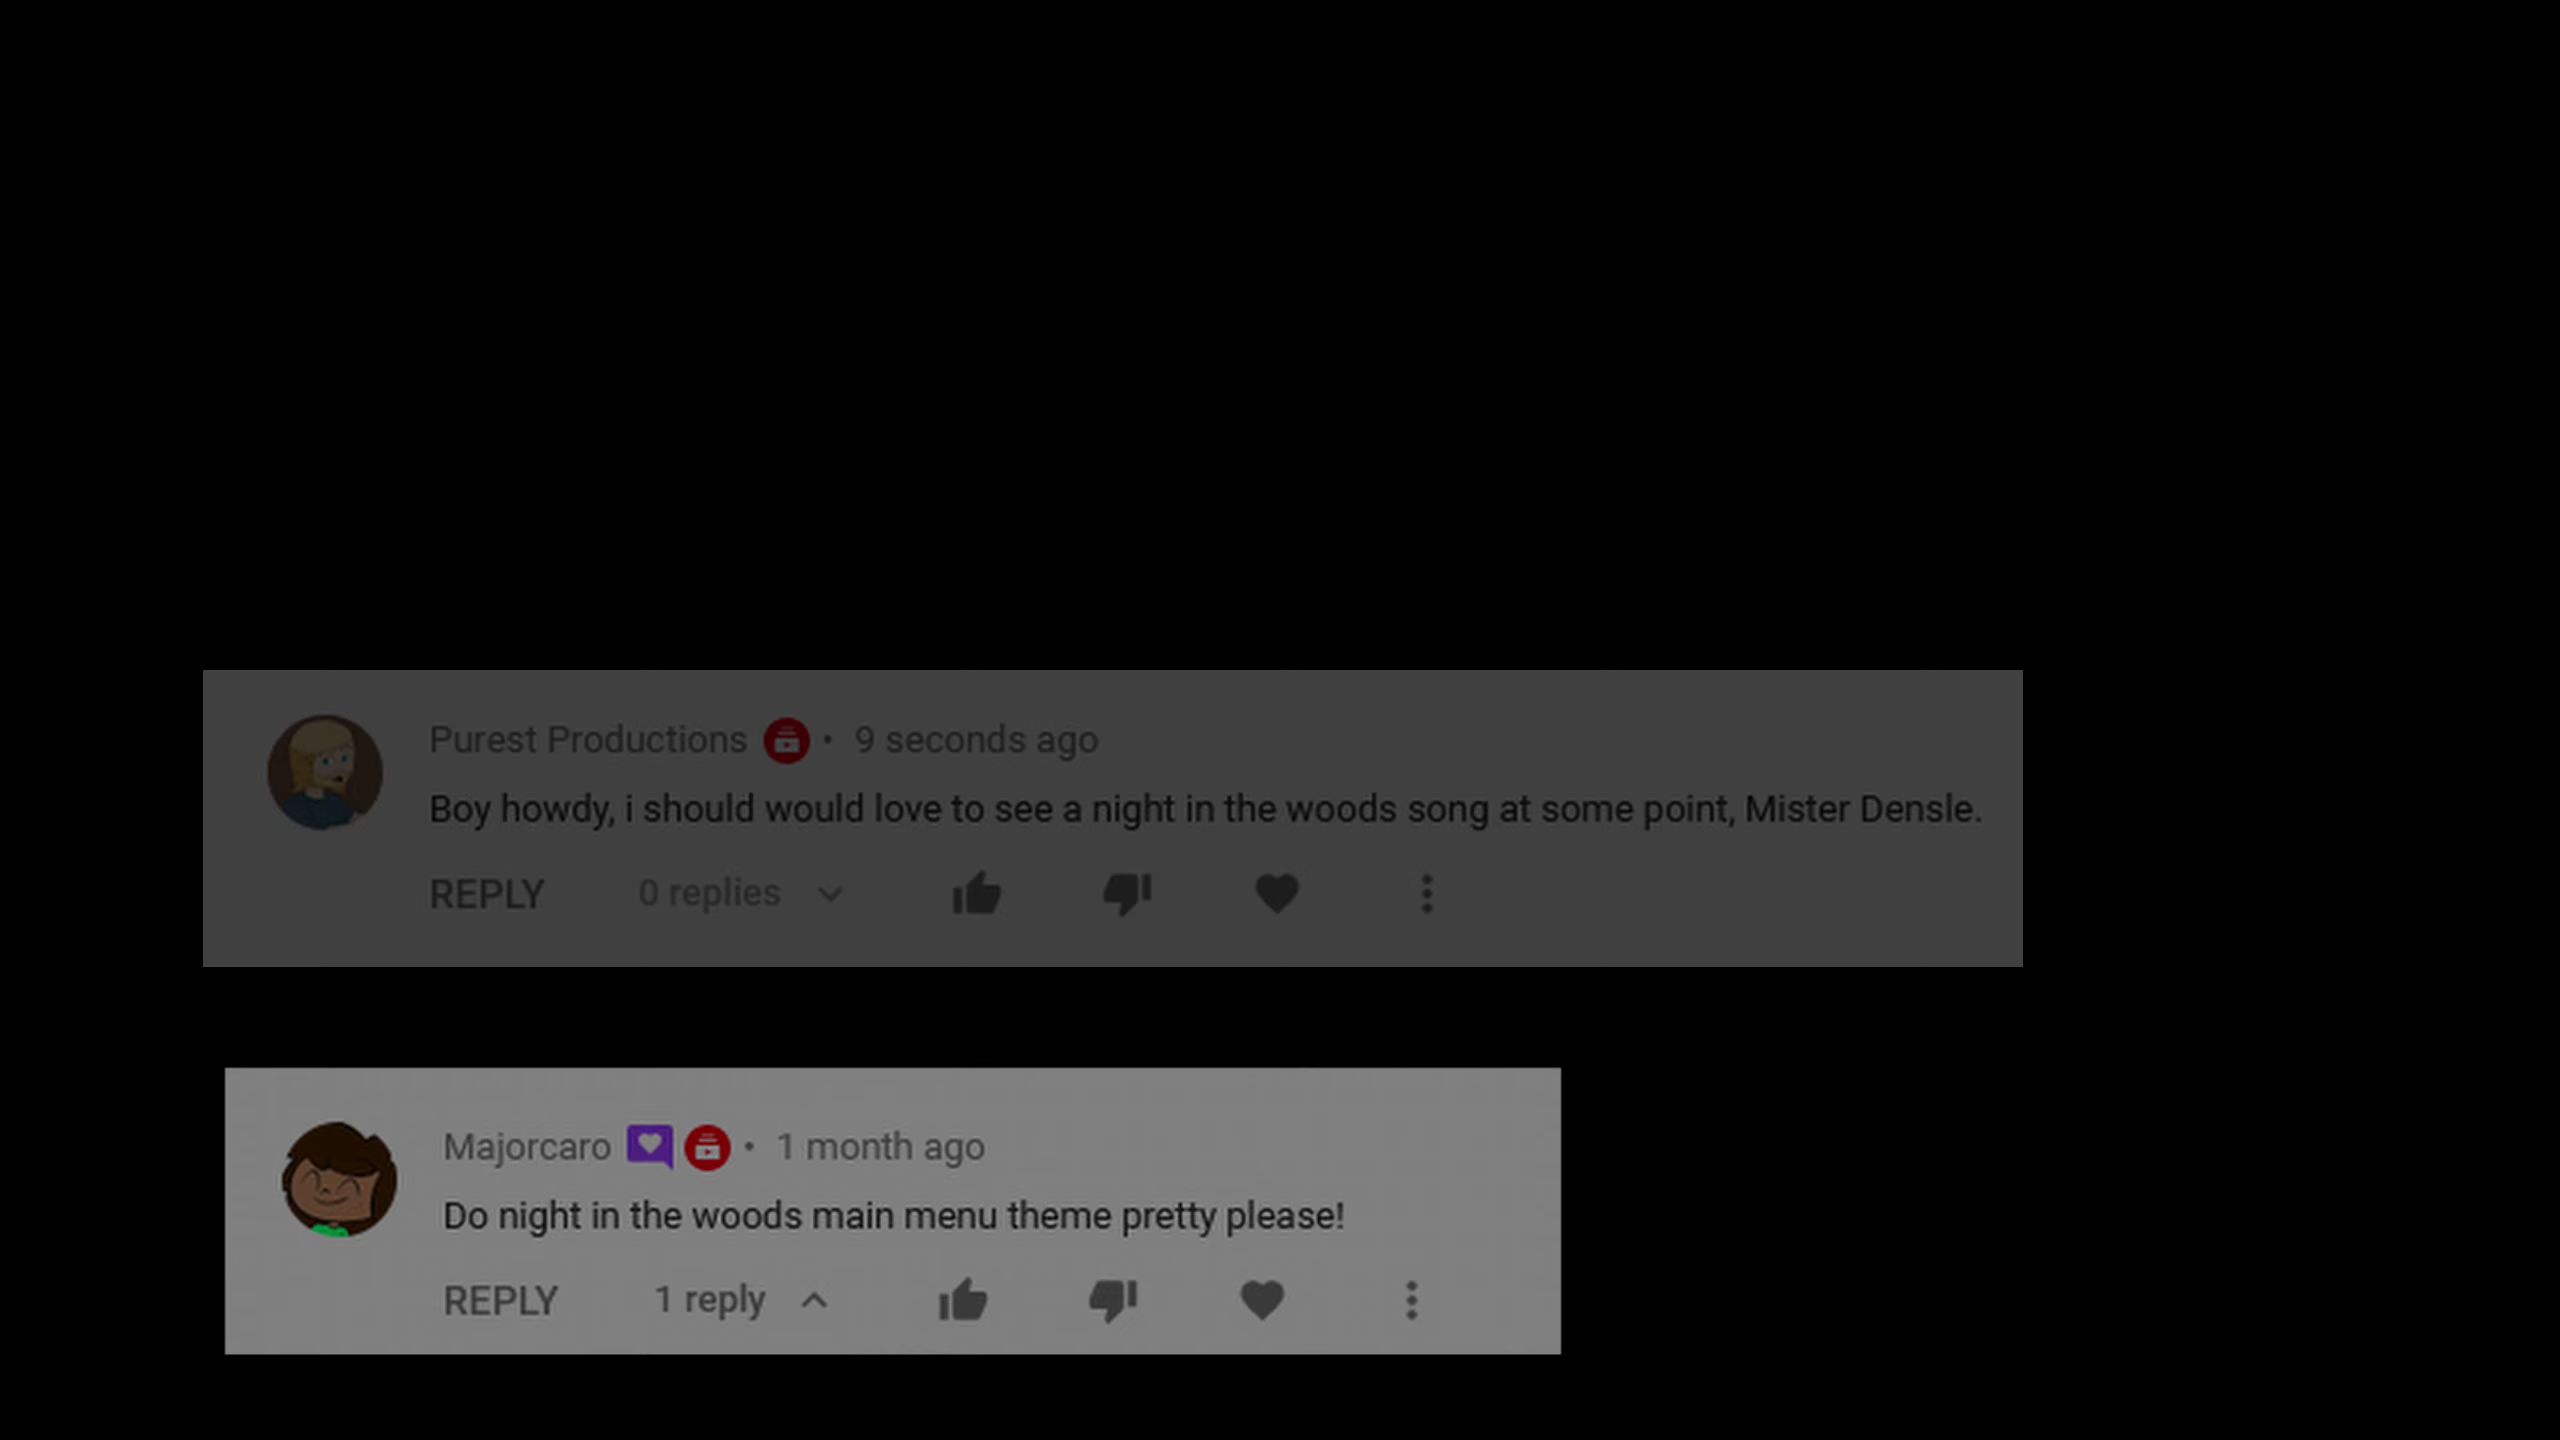 Purest Productions • 9 seconds ago
Boy howdy, i should would love to see a night in the woods song at some point, Mister Densle.
REPLY 0 replies
Majorcaro • 1 month ago
Do night in the woods main menu theme pretty please!
REPLY 1 reply